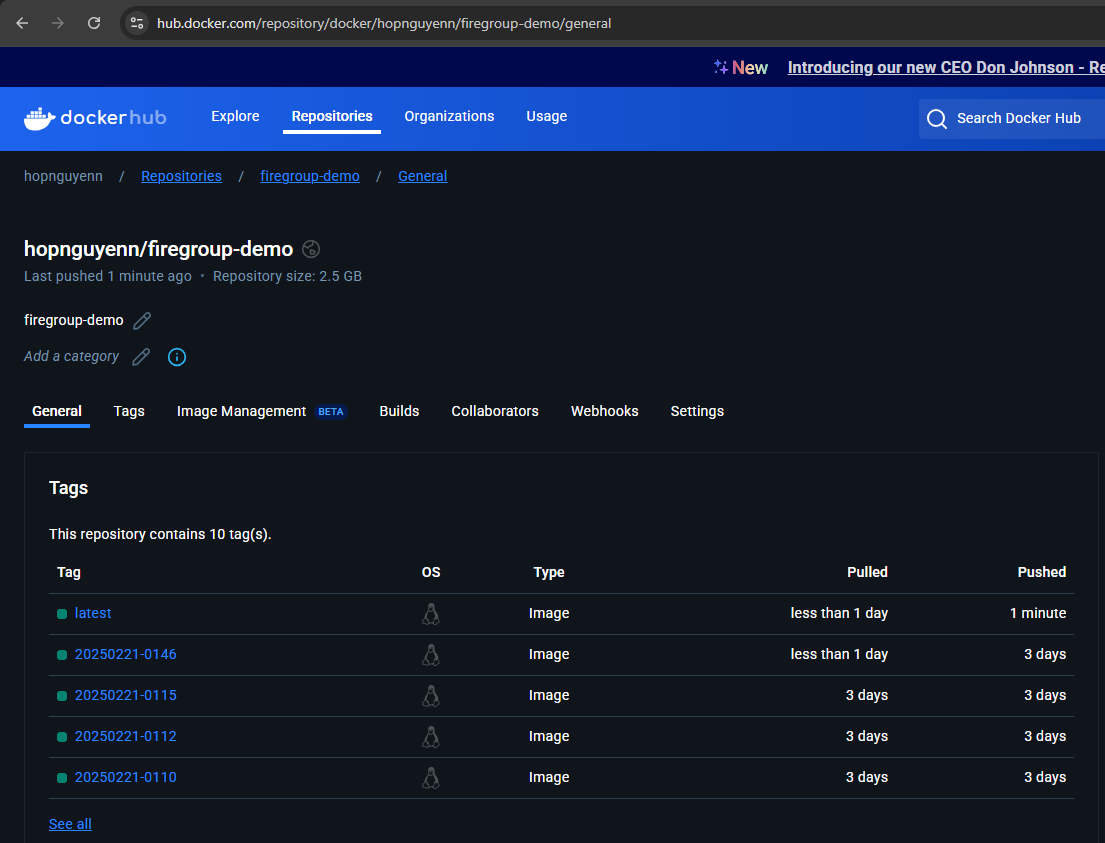 hub.docker.com/repository/docker/hopnguyenn/firegroup-demo/general
New Introducing our new CEO Don Johnson - Re
dockerhub Explore Repositories Organizations Usage Search Docker Hub
hopnguyenn / Repositories / firegroup-demo / General
hopnguyenn/firegroup-demo
Last pushed 1 minute ago • Repository size: 2.5 GB
firegroup-demo
Add a category
General Tags Image Management BETA Builds Collaborators Webhooks Settings
Tags
This repository contains 10 tag(s).
Tag OS Type Pulled Pushed
latest Image less than 1 day 1 minute
20250221-0146 Image less than 1 day 3 days
20250221-0115 Image 3 days 3 days
20250221-0112 Image 3 days 3 days
20250221-0110 Image 3 days 3 days
See all